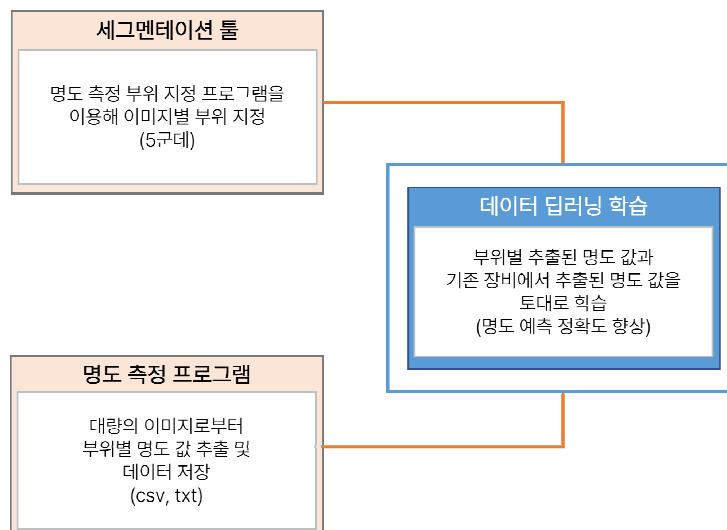 세그멘테이션 툴
명도 측정 부위 지정 프로그램을
이용해 이미지별 부위 지정
(5군데)
데이터 딥러닝 학습
부위별 추출된 명도 값과
기존 장비에서 추출된 명도 값을
토대로 학습
(명도 예측 정확도 향상)
명도 측정 프로그램
대량의 이미지로부터
부위별 명도 값 추출 및
데이터 저장
(csv, txt)